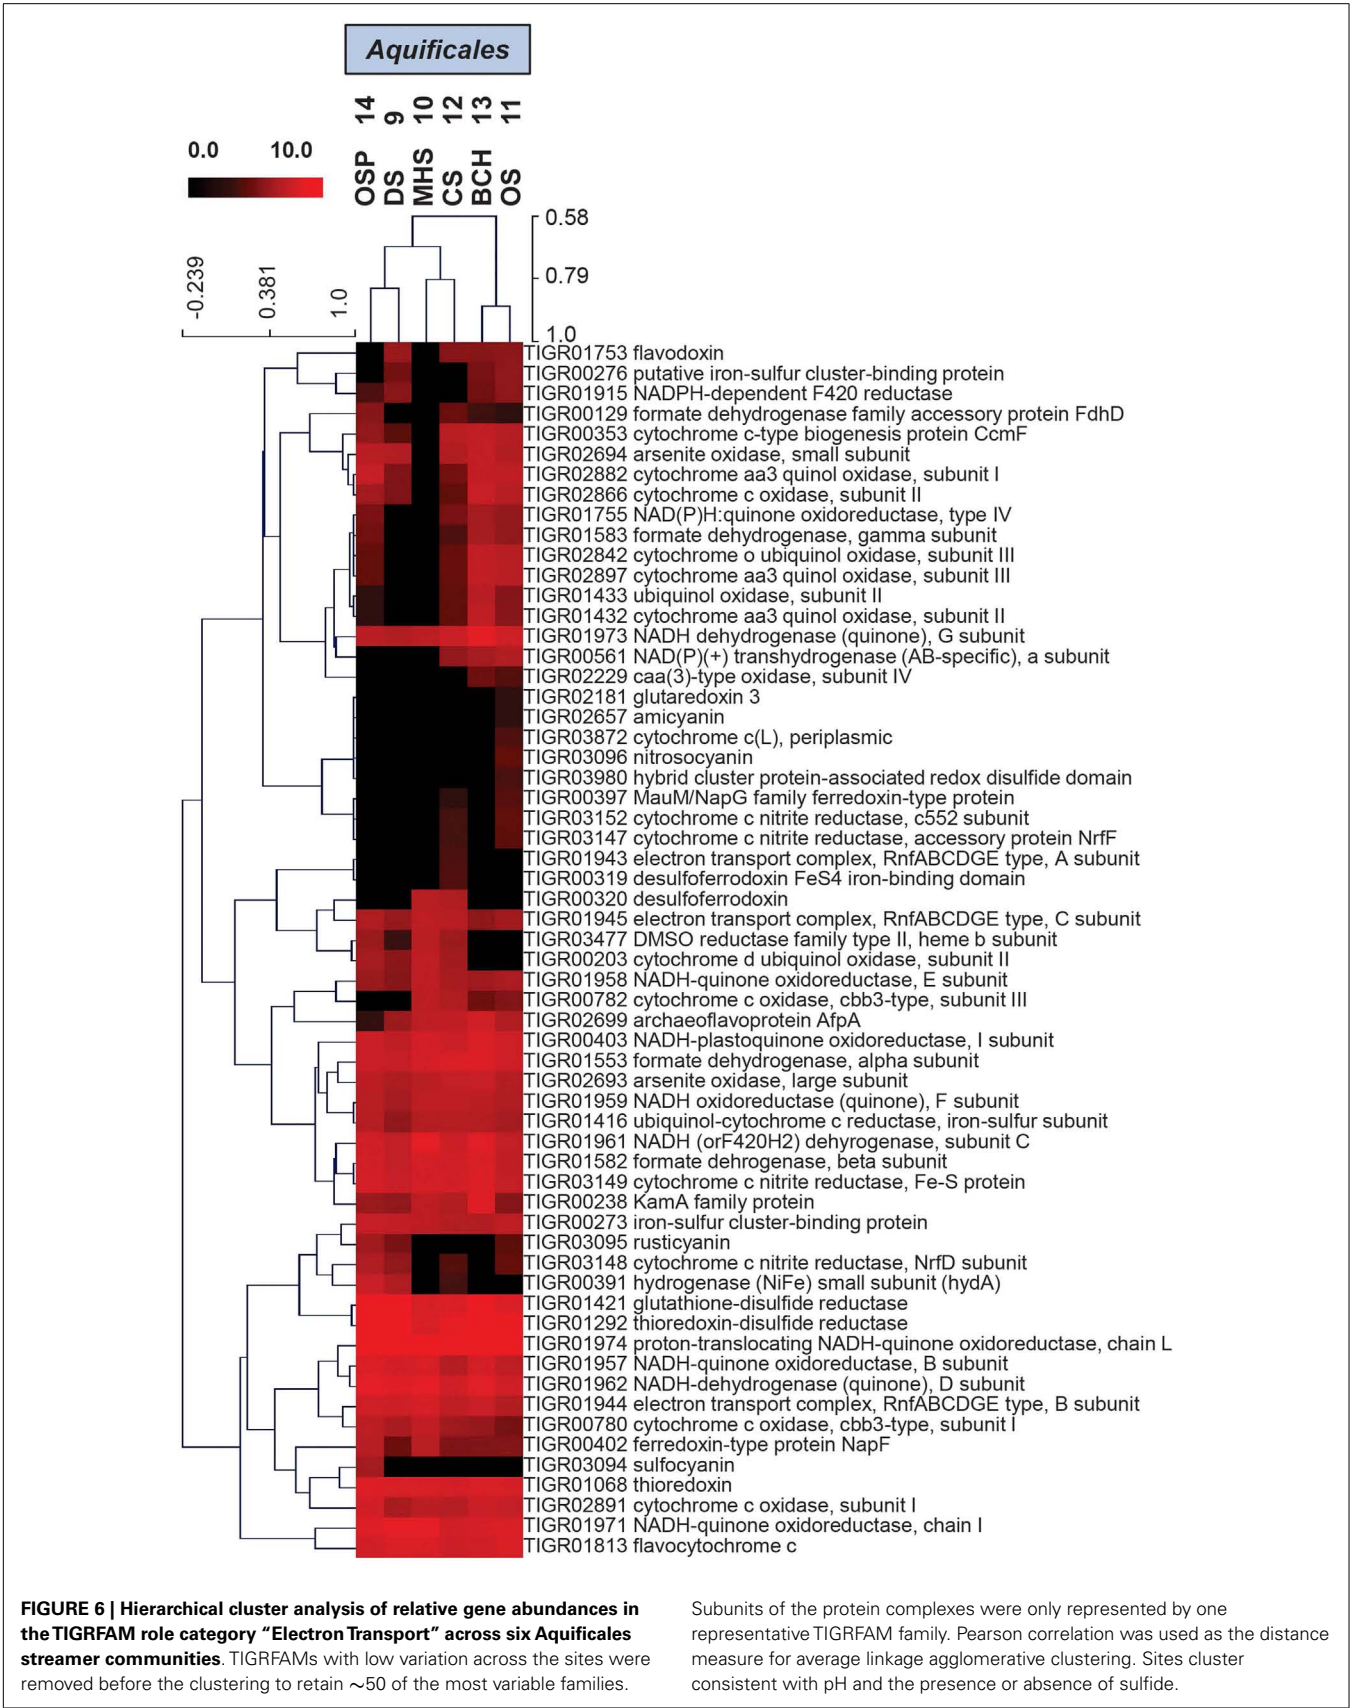 Aquificales
14 9 10 12 13 11
OSP DS MHS CS BCH OS
0.0 10.0
0.58
0.79
1.0
-0.239 0.381 1.0
TIGR01753 flavodoxin
TIGR00276 putative iron-sulfur cluster-binding protein
TIGR01915 NADPH-dependent F420 reductase
TIGR00129 formate dehydrogenase family accessory protein FdhD
TIGR00353 cytochrome c-type biogenesis protein CcmF
TIGR02694 arsenite oxidase, small subunit
TIGR02882 cytochrome aa3 quinol oxidase, subunit I
TIGR02866 cytochrome c oxidase, subunit II
TIGR01755 NAD(P)H:quinone oxidoreductase, type IV
TIGR01583 formate dehydrogenase, gamma subunit
TIGR02842 cytochrome o ubiquinol oxidase, subunit III
TIGR02897 cytochrome aa3 quinol oxidase, subunit III
TIGR01433 ubiquinol oxidase, subunit II
TIGR01432 cytochrome aa3 quinol oxidase, subunit II
TIGR01973 NADH dehydrogenase (quinone), G subunit
TIGR00561 NAD(P)(+) transhydrogenase (AB-specific), a subunit
TIGR02229 caa(3)-type oxidase, subunit IV
TIGR02181 glutaredoxin 3
TIGR02657 amicyanin
TIGR03872 cytochrome c(L), periplasmic
TIGR03096 nitrosocyanin
TIGR03980 hybrid cluster protein-associated redox disulfide domain
TIGR00397 MauM/NapG family ferredoxin-type protein
TIGR03152 cytochrome c nitrite reductase, c552 subunit
TIGR03147 cytochrome c nitrite reductase, accessory protein NrfF
TIGR01943 electron transport complex, RnfABCDGE type, A subunit
TIGR00319 desulfoferrodoxin FeS4 iron-binding domain
TIGR00320 desulfoferrodoxin
TIGR01945 electron transport complex, RnfABCDGE type, C subunit
TIGR03477 DMSO reductase family type II, heme b subunit
TIGR00203 cytochrome d ubiquinol oxidase, subunit II
TIGR01958 NADH-quinone oxidoreductase, E subunit
TIGR00782 cytochrome c oxidase, cbb3-type, subunit III
TIGR02699 archaeoflavoprotein AfpA
TIGR00403 NADH-plastoquinone oxidoreductase, I subunit
TIGR01553 formate dehydrogenase, alpha subunit
TIGR02693 arsenite oxidase, large subunit
TIGR01959 NADH oxidoreductase (quinone), F subunit
TIGR01416 ubiquinol-cytochrome c reductase, iron-sulfur subunit
TIGR01961 NADH (orF420H2) dehyrogenase, subunit C
TIGR01582 formate dehrogenase, beta subunit
TIGR03149 cytochrome c nitrite reductase, Fe-S protein
TIGR00238 KamA family protein
TIGR00273 iron-sulfur cluster-binding protein
TIGR03095 rusticyanin
TIGR03148 cytochrome c nitrite reductase, NrfD subunit
TIGR00391 hydrogenase (NiFe) small subunit (hydA)
TIGR01421 glutathione-disulfide reductase
TIGR01292 thioredoxin-disulfide reductase
TIGR01974 proton-translocating NADH-quinone oxidoreductase, chain L
TIGR01957 NADH-quinone oxidoreductase, B subunit
TIGR01962 NADH-dehydrogenase (quinone), D subunit
TIGR01944 electron transport complex, RnfABCDGE type, B subunit
TIGR00780 cytochrome c oxidase, cbb3-type, subunit I
TIGR00402 ferredoxin-type protein NapF
TIGR03094 sulfocyanin
TIGR01068 thioredoxin
TIGR02891 cytochrome c oxidase, subunit I
TIGR01971 NADH-quinone oxidoreductase, chain I
TIGR01813 flavocytochrome c
FIGURE 6 | Hierarchical cluster analysis of relative gene abundances in
the TIGRFAM role category “Electron Transport” across six Aquificales
streamer communities. TIGRFAMs with low variation across the sites were
removed before the clustering to retain ∼50 of the most variable families.
Subunits of the protein complexes were only represented by one
representative TIGRFAM family. Pearson correlation was used as the distance
measure for average linkage agglomerative clustering. Sites cluster
consistent with pH and the presence or absence of sulfide.